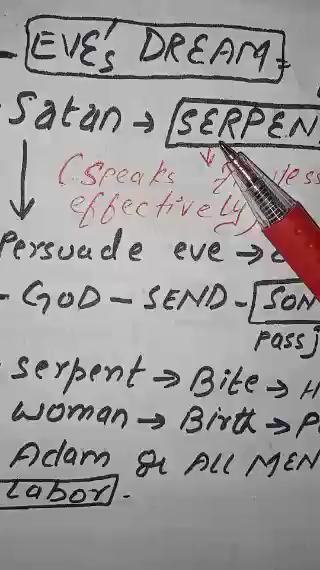 - EVE'S DREAM =
- Satan → SERPEN
(Speaks
effectively)
Persuade eve →
- GOD - SEND - SON
pass
- serpent → Bite → H
woman → Birth → P
Adam & ALL MEN
Labor.